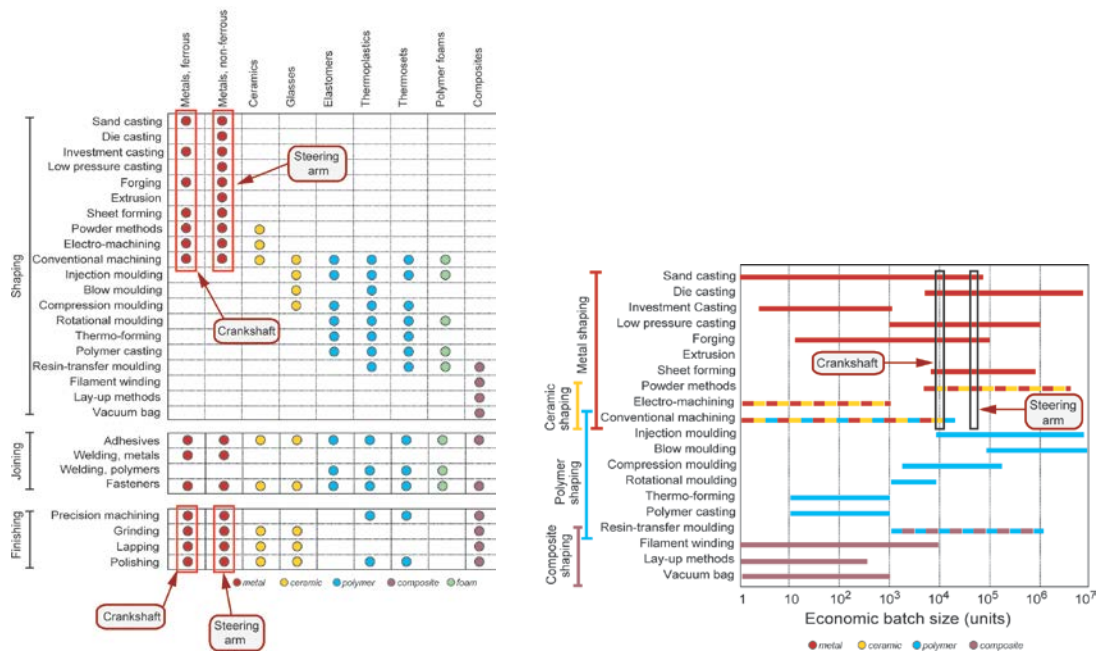 Metals, ferrous
Metals, non-ferrous
Ceramics
Glasses
Elastomers
Thermoplastics
Thermosets
Polymer foams
Composites
Shaping
Sand casting
Die casting
Investment casting
Low pressure casting
Forging
Extrusion
Sheet forming
Powder methods
Electro-machining
Conventional machining
Injection moulding
Blow moulding
Compression moulding
Rotational moulding
Thermo-forming
Polymer casting
Resin-transfer moulding
Filament winding
Lay-up methods
Vacuum bag
Steering
arm
Crankshaft
Joining
Adhesives
Welding, metals
Welding, polymers
Fasteners
Finishing
Precision machining
Grinding
Lapping
Polishing
metal
ceramic
polymer
composite
foam
Crankshaft
Steering
arm
Metal shaping
Ceramic
shaping
Polymer
shaping
Composite
shaping
Sand casting
Die casting
Investment Casting
Low pressure casting
Forging
Extrusion
Sheet forming
Powder methods
Electro-machining
Conventional machining
Injection moulding
Blow moulding
Compression moulding
Rotational moulding
Thermo-forming
Polymer casting
Resin-transfer moulding
Filament winding
Lay-up methods
Vacuum bag
Crankshaft
Steering
arm
1 10 10² 10³ 10⁴ 10⁵ 10⁶ 10⁷
Economic batch size (units)
metal
ceramic
polymer
composite